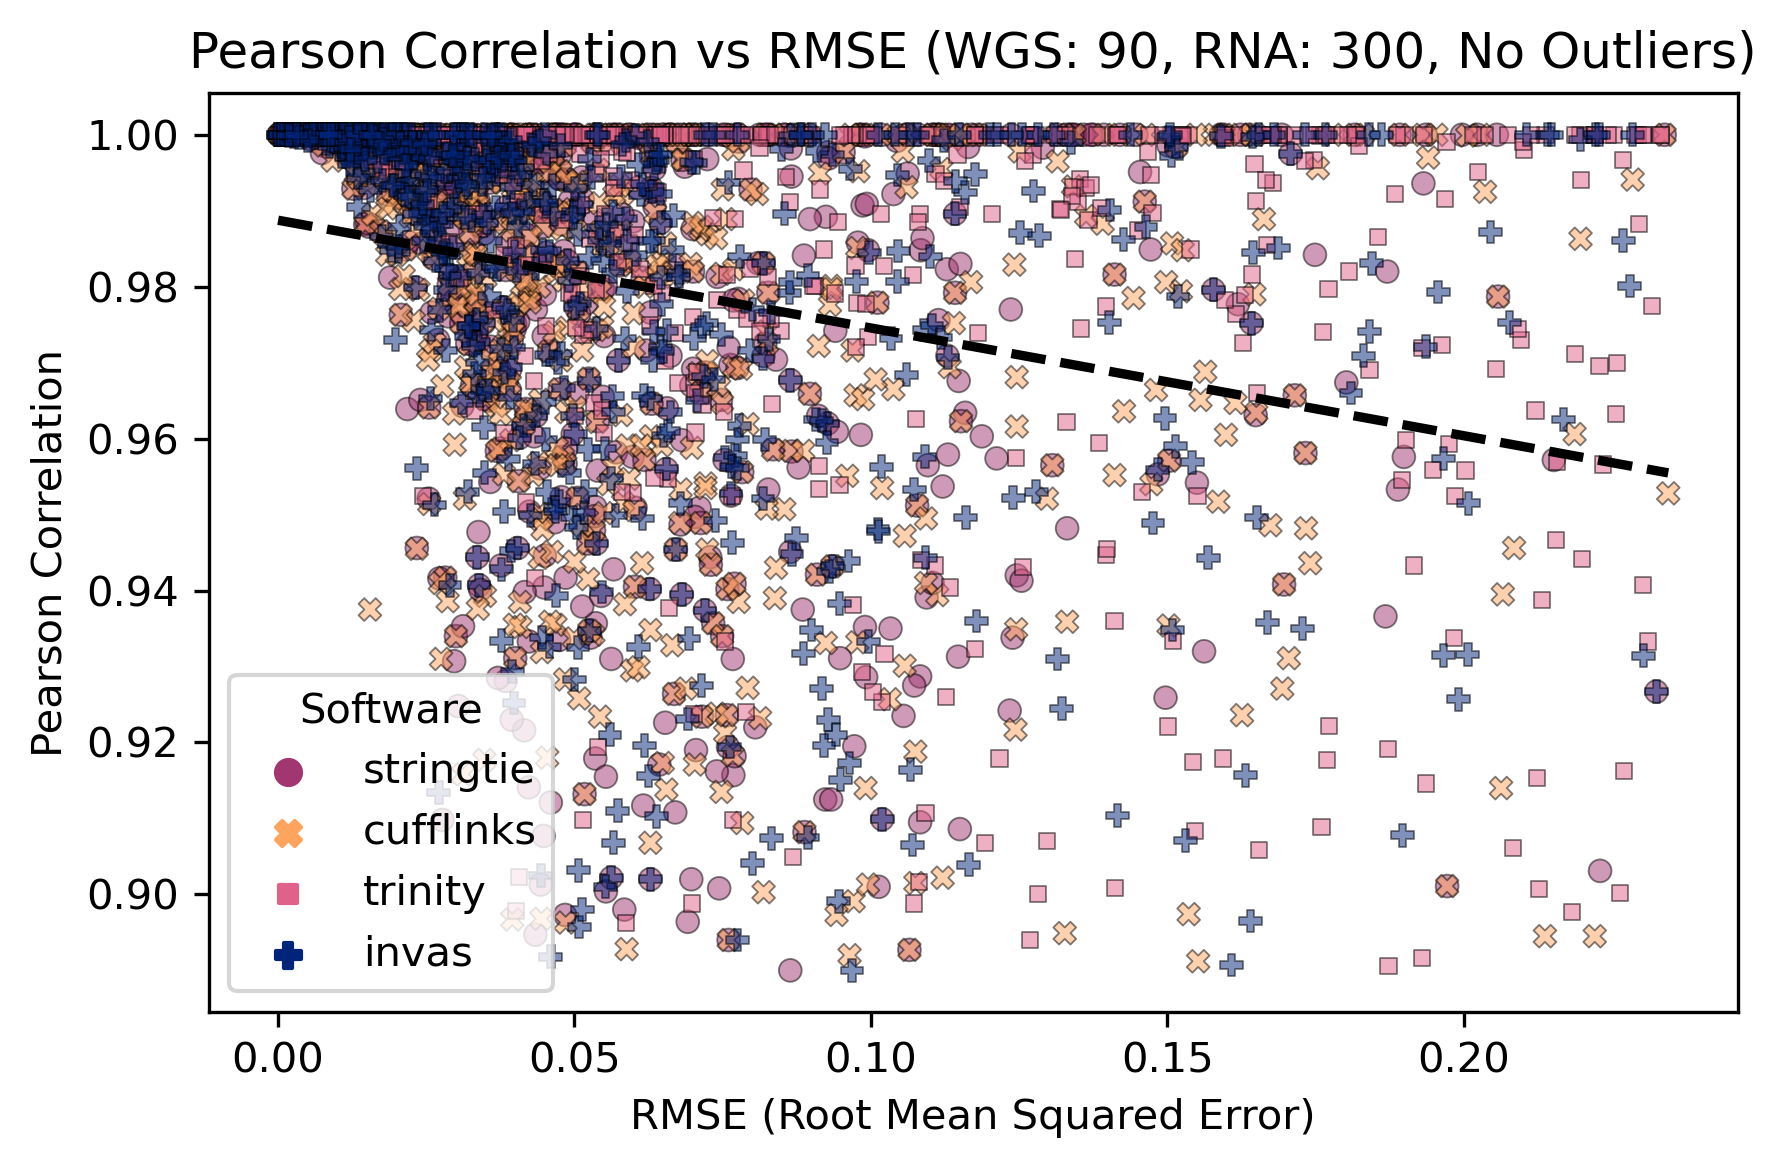 Pearson Correlation vs RMSE (WGS: 90, RNA: 300, No Outliers)
Pearson Correlation
1.00
0.98
0.96
0.94
0.92
0.90
Software
stringtie
cufflinks
trinity
invas
0.00 0.05 0.10 0.15 0.20
RMSE (Root Mean Squared Error)